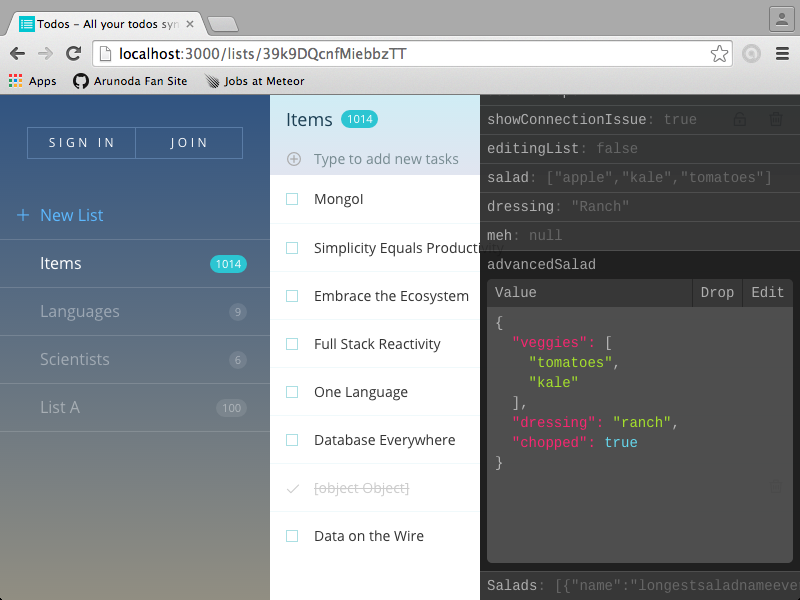 Todos – All your todos syn
localhost:3000/lists/39k9DQcnfMiebbzTT
Apps
Arunoda Fan Site
Jobs at Meteor
SIGN IN
JOIN
+ New List
Items 1014
Languages 9
Scientists 6
List A 100
Items 1014
Type to add new tasks
Mongol
Simplicity Equals Productivity
Embrace the Ecosystem
Full Stack Reactivity
One Language
Database Everywhere
[object Object]
Data on the Wire
showConnectionIssue: true
editingList: false
salad: ["apple","kale","tomatoes"]
dressing: "Ranch"
meh: null
advancedSalad
Value Drop Edit
{
"veggies": [
"tomatoes",
"kale"
],
"dressing": "ranch",
"chopped": true
}
Salads: [{"name":"longestsaladnameever